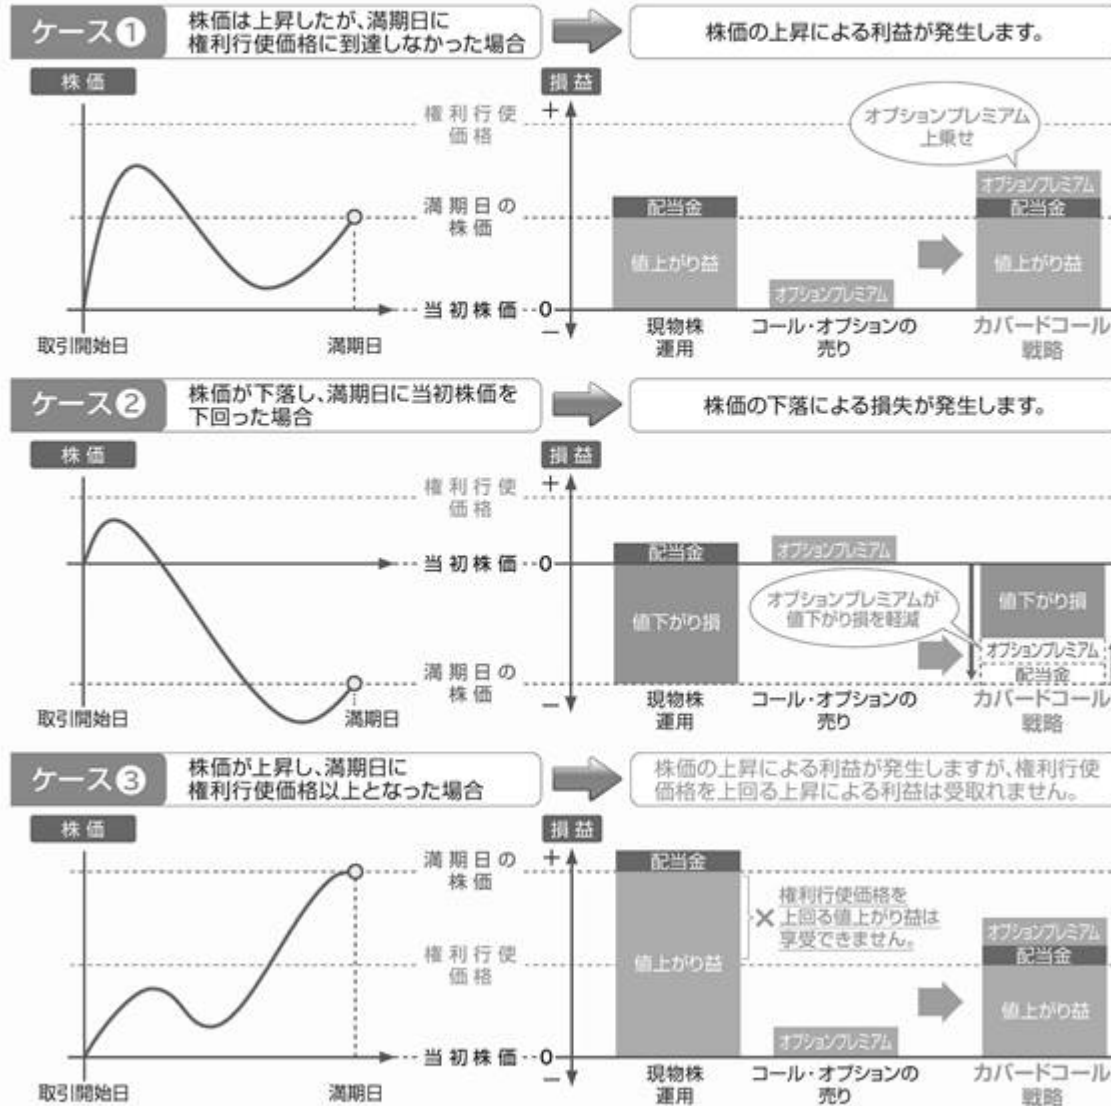 ケース❶
株価は上昇したが、満期日に
権利行使価格に到達しなかった場合
株価の上昇による利益が発生します。
株価
権利行使
価格
満期日の
株価
当初株価
取引開始日
満期日
損益
+
0
−
オプションプレミアム
上乗せ
配当金
値上がり益
オプションプレミアム
オプションプレミアム
配当金
値上がり益
現物株
運用
コール・オプションの
売り
カバードコール
戦略
ケース❷
株価が下落し、満期日に当初株価を
下回った場合
株価の下落による損失が発生します。
株価
権利行使
価格
当初株価
満期日の
株価
取引開始日
満期日
損益
+
0
−
配当金
値下がり損
オプションプレミアム
オプションプレミアムが
値下がり損を軽減
値下がり損
オプションプレミアム
配当金
現物株
運用
コール・オプションの
売り
カバードコール
戦略
ケース❸
株価が上昇し、満期日に
権利行使価格以上となった場合
株価の上昇による利益が発生しますが、権利行使
価格を上回る上昇による利益は受取れません。
株価
満期日の
株価
権利行使
価格
当初株価
取引開始日
満期日
損益
+
0
−
配当金
値上がり益
×
権利行使価格を
上回る値上がり益は
享受できません。
オプションプレミアム
オプションプレミアム
配当金
値上がり益
現物株
運用
コール・オプションの
売り
カバードコール
戦略